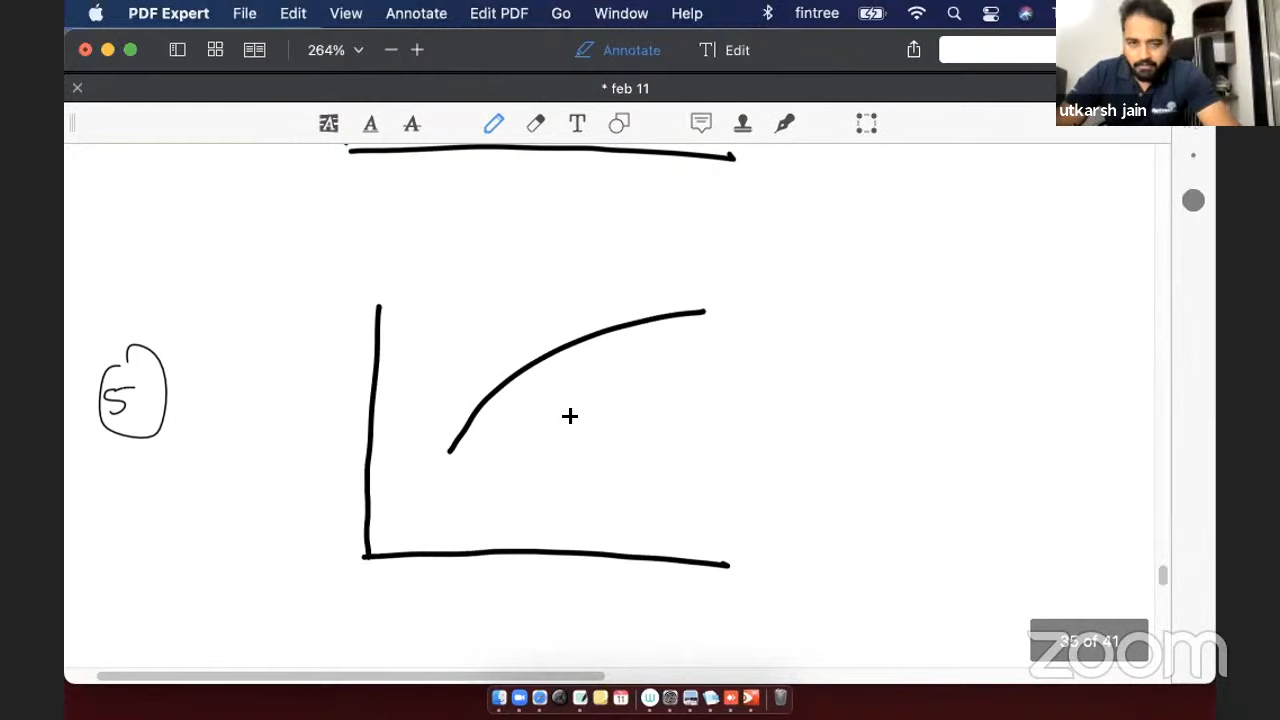 PDF Expert File Edit View Annotate Edit PDF Go Window Help fintree
264% Annotate T| Edit
* feb 11
A A A T
utkarsh jain
5
35 of 41
zoom